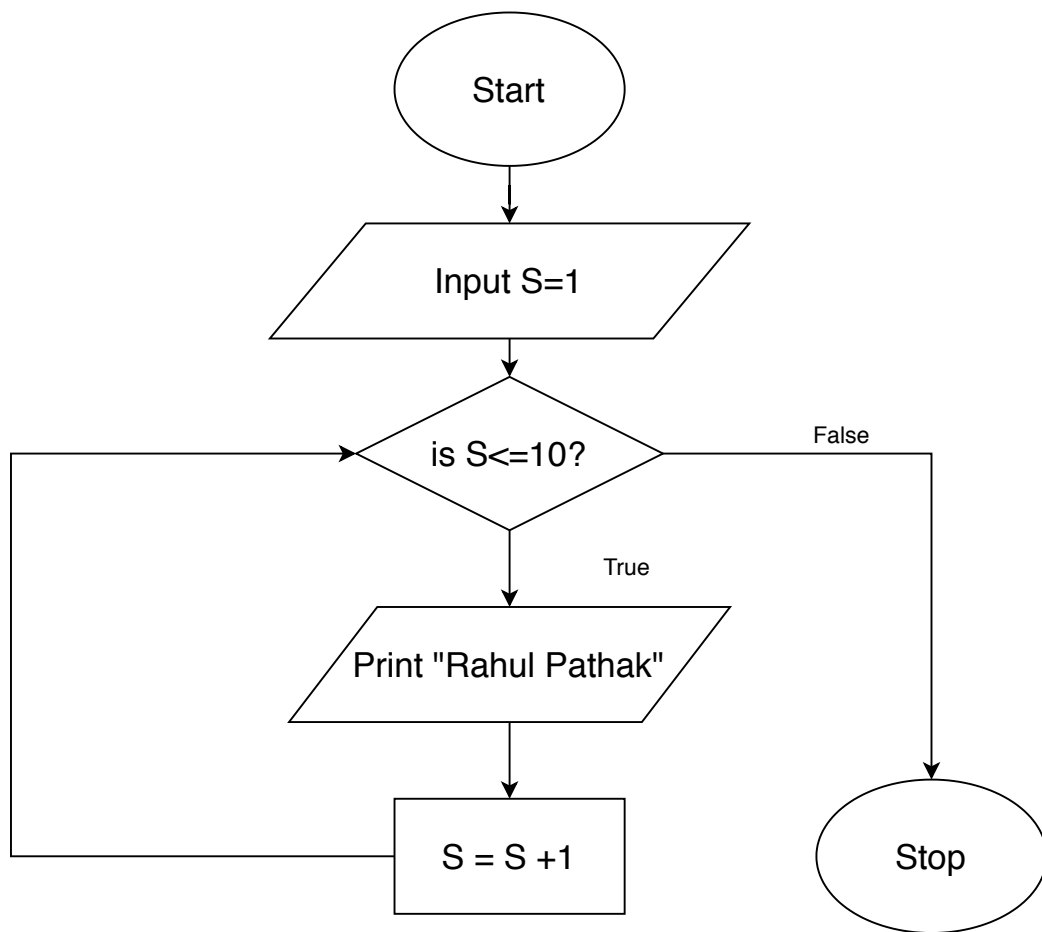 Start
Input S=1
is S<=10?
False
True
Print "Rahul Pathak"
S = S +1
Stop